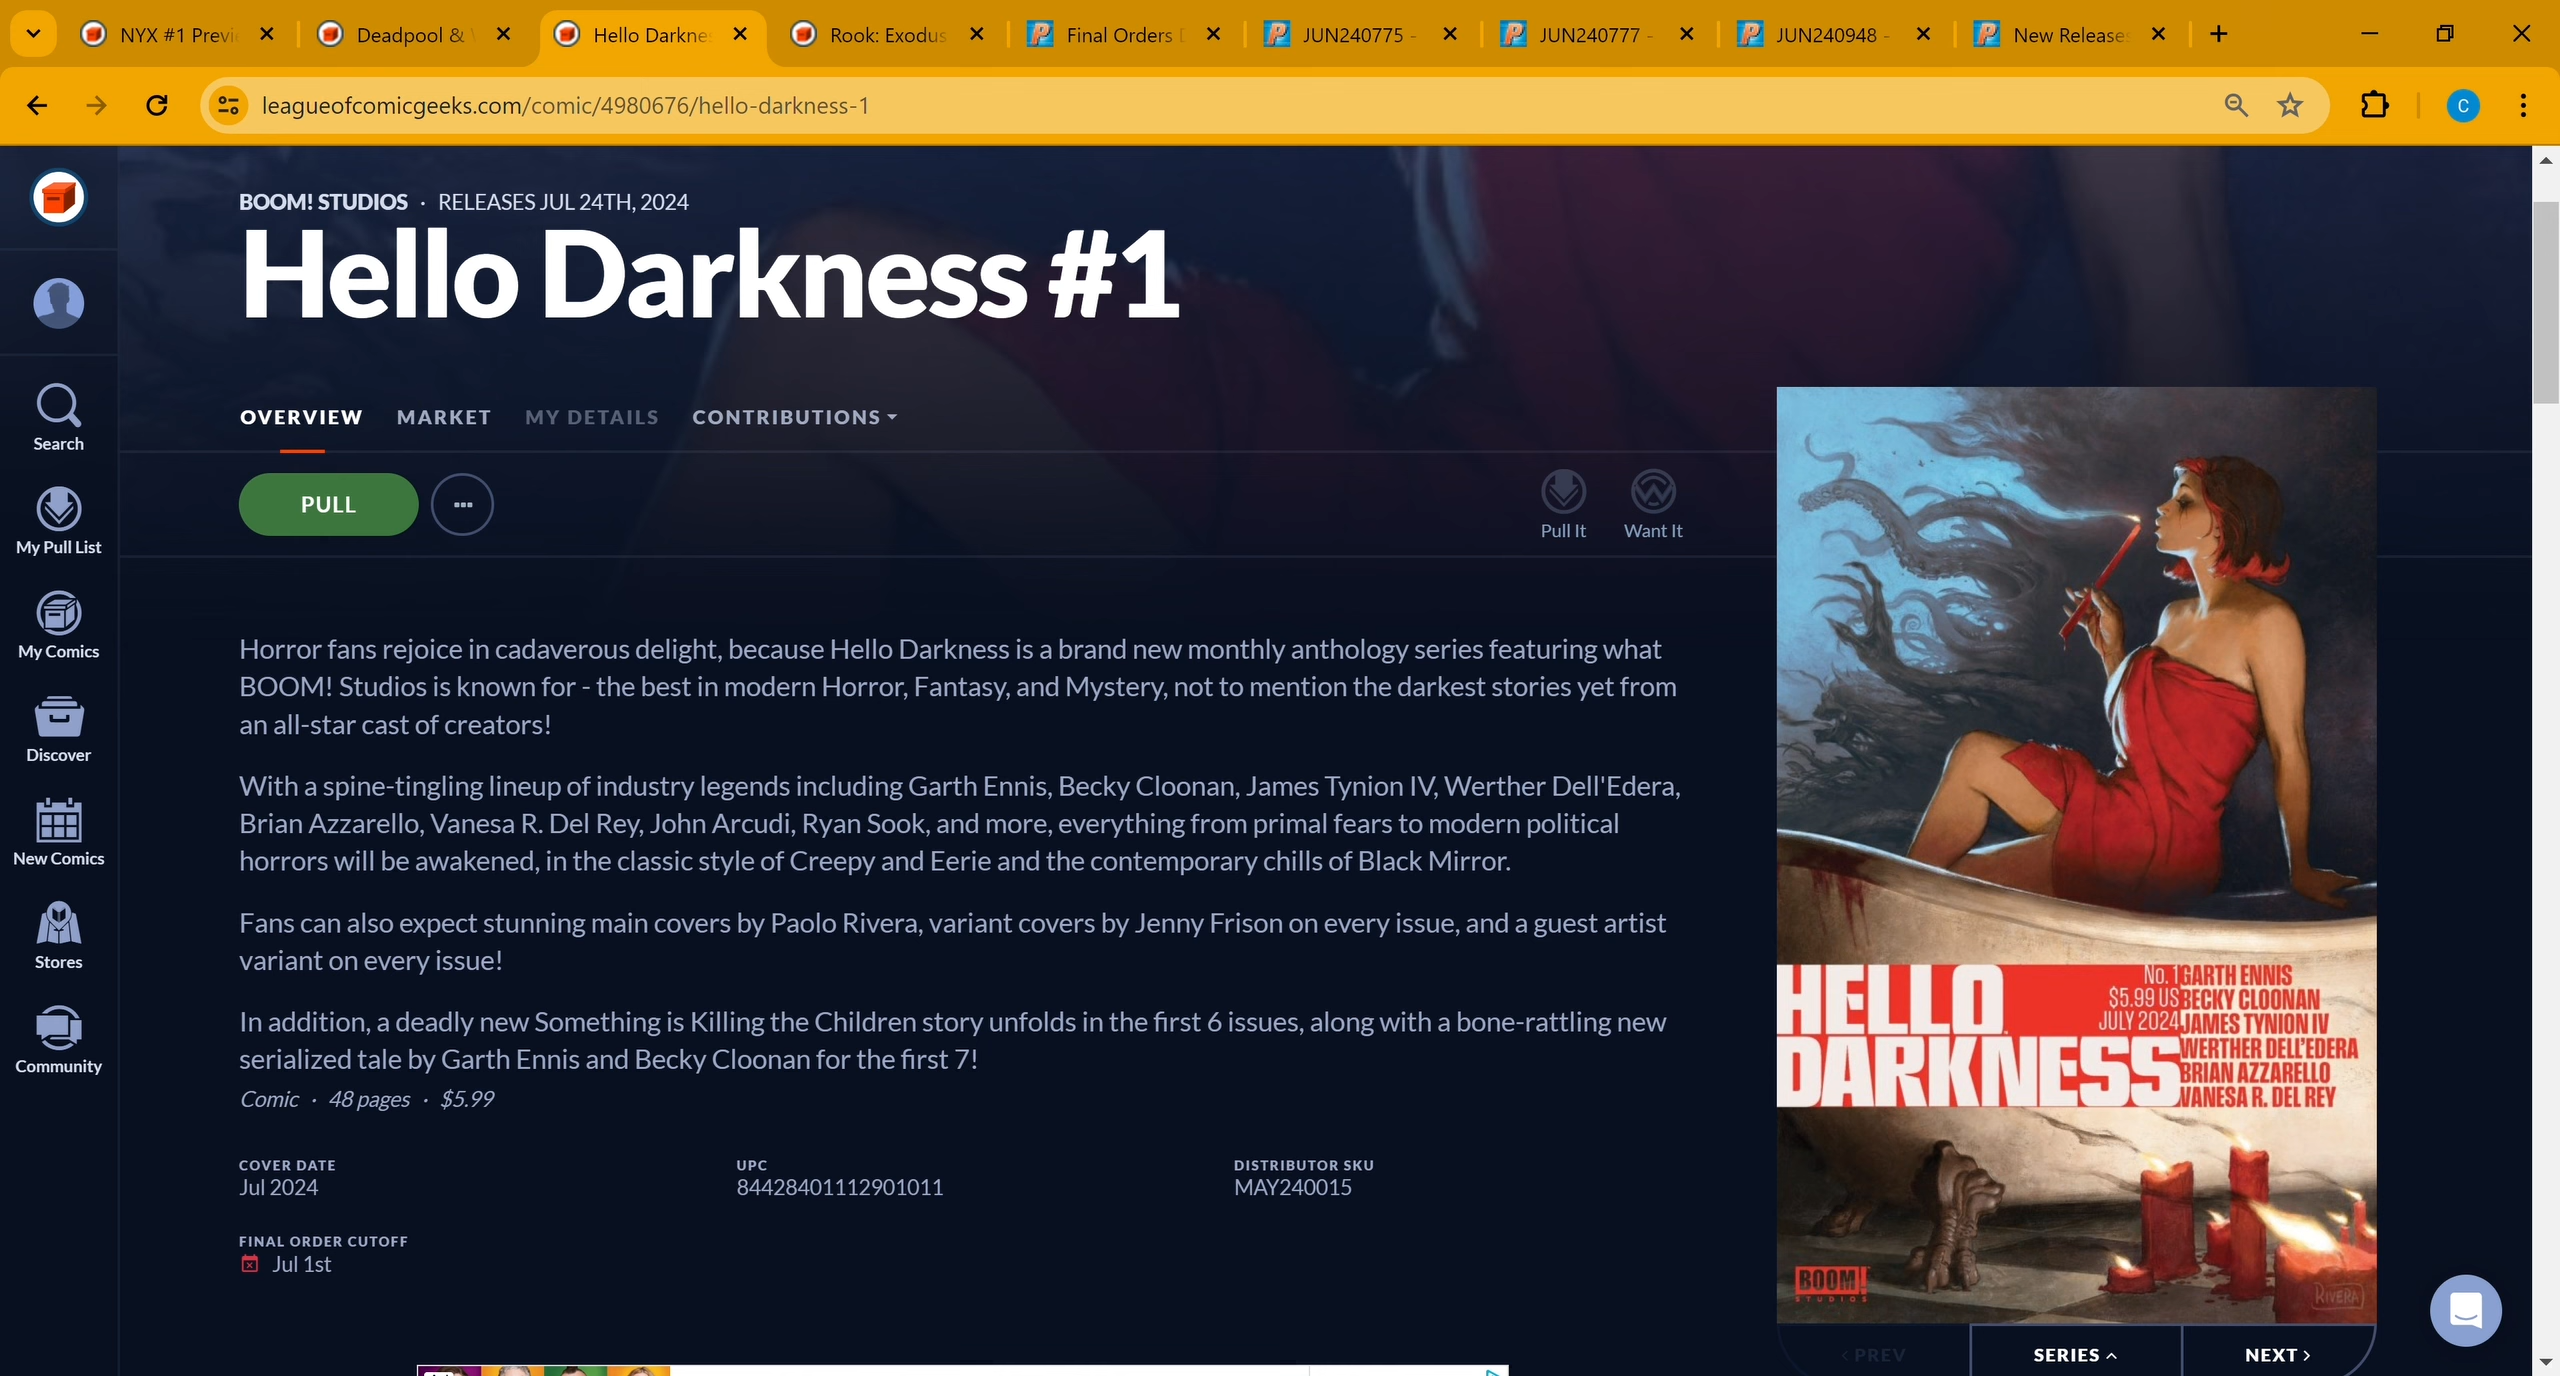 NYX #1 Previ
Deadpool &
Hello Darknes
Rook: Exodus
Final Orders
JUN240775 -
JUN240777 -
JUN240948 -
New Releases
leagueofcomicgeeks.com/comic/4980676/hello-darkness-1
C
BOOM! STUDIOS · RELEASES JUL 24TH, 2024
Hello Darkness #1
OVERVIEW
MARKET
MY DETAILS
CONTRIBUTIONS
PULL
Pull It
Want It
Search
My Pull List
My Comics
Discover
New Comics
Stores
Community
Horror fans rejoice in cadaverous delight, because Hello Darkness is a brand new monthly anthology series featuring what
BOOM! Studios is known for - the best in modern Horror, Fantasy, and Mystery, not to mention the darkest stories yet from
an all-star cast of creators!
With a spine-tingling lineup of industry legends including Garth Ennis, Becky Cloonan, James Tynion IV, Werther Dell'Edera,
Brian Azzarello, Vanesa R. Del Rey, John Arcudi, Ryan Sook, and more, everything from primal fears to modern political
horrors will be awakened, in the classic style of Creepy and Eerie and the contemporary chills of Black Mirror.
Fans can also expect stunning main covers by Paolo Rivera, variant covers by Jenny Frison on every issue, and a guest artist
variant on every issue!
In addition, a deadly new Something is Killing the Children story unfolds in the first 6 issues, along with a bone-rattling new
serialized tale by Garth Ennis and Becky Cloonan for the first 7!
Comic · 48 pages · $5.99
COVER DATE
Jul 2024
UPC
84428401112901011
DISTRIBUTOR SKU
MAY240015
FINAL ORDER CUTOFF
Jul 1st
HELLO
DARKNESS
No. 1
$5.99 US
JULY 2024
GARTH ENNIS
BECKY CLOONAN
JAMES TYNION IV
WERTHER DELL'EDERA
BRIAN AZZARELLO
VANESA R. DEL REY
BOOM!
STUDIOS
RIVERA
< PREV
SERIES
NEXT >